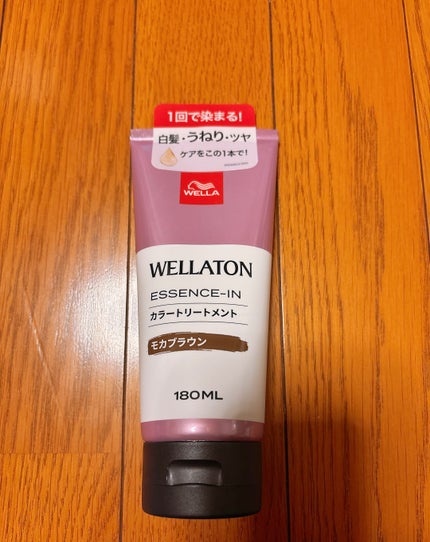 1回で染まる!
白髪・うねり・ツヤ
ケアをこの1本で!
WELLA
WELLATON
ESSENCE-IN
カラートリートメント
モカブラウン
180ML